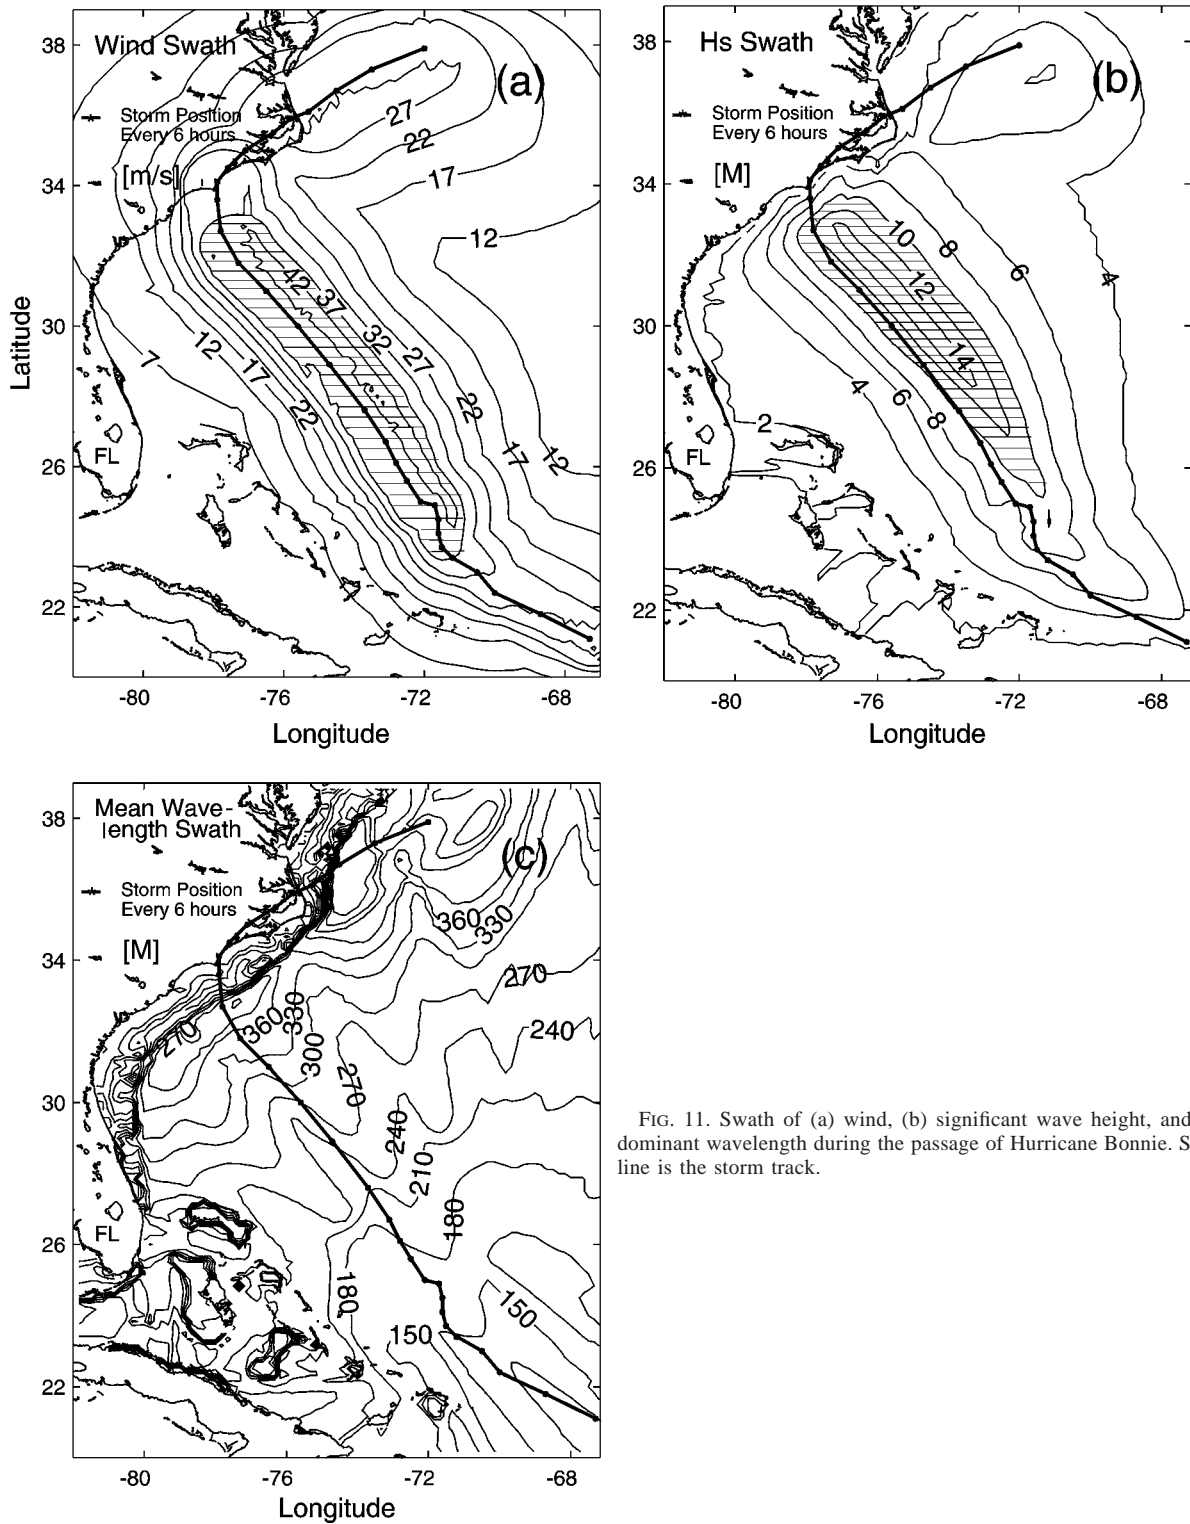 Wind Swath
(a)
Storm Position
Every 6 hours
[m/s]
27
22
17
12
42
37
32
27
22
17
12
7
12
17
22
FL
38
34
30
26
22
Latitude
-80
-76
-72
-68
Longitude
Hs Swath
(b)
Storm Position
Every 6 hours
[M]
10
8
6
4
12
14
4
6
8
2
FL
38
34
30
26
22
-80
-76
-72
-68
Longitude
Mean Wave-
length Swath
(c)
Storm Position
Every 6 hours
[M]
360
330
270
240
270
360
330
300
270
240
210
180
180
150
150
FL
38
34
30
26
22
-80
-76
-72
-68
Longitude
FIG. 11. Swath of (a) wind, (b) significant wave height, and
dominant wavelength during the passage of Hurricane Bonnie. S
line is the storm track.